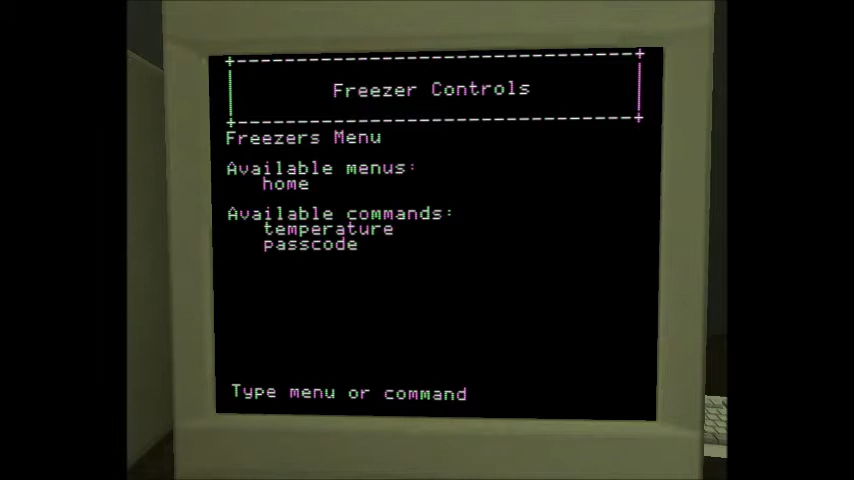 Freezer Controls
Freezers Menu
Available menus:
home
Available commands:
temperature
passcode
Type menu or command